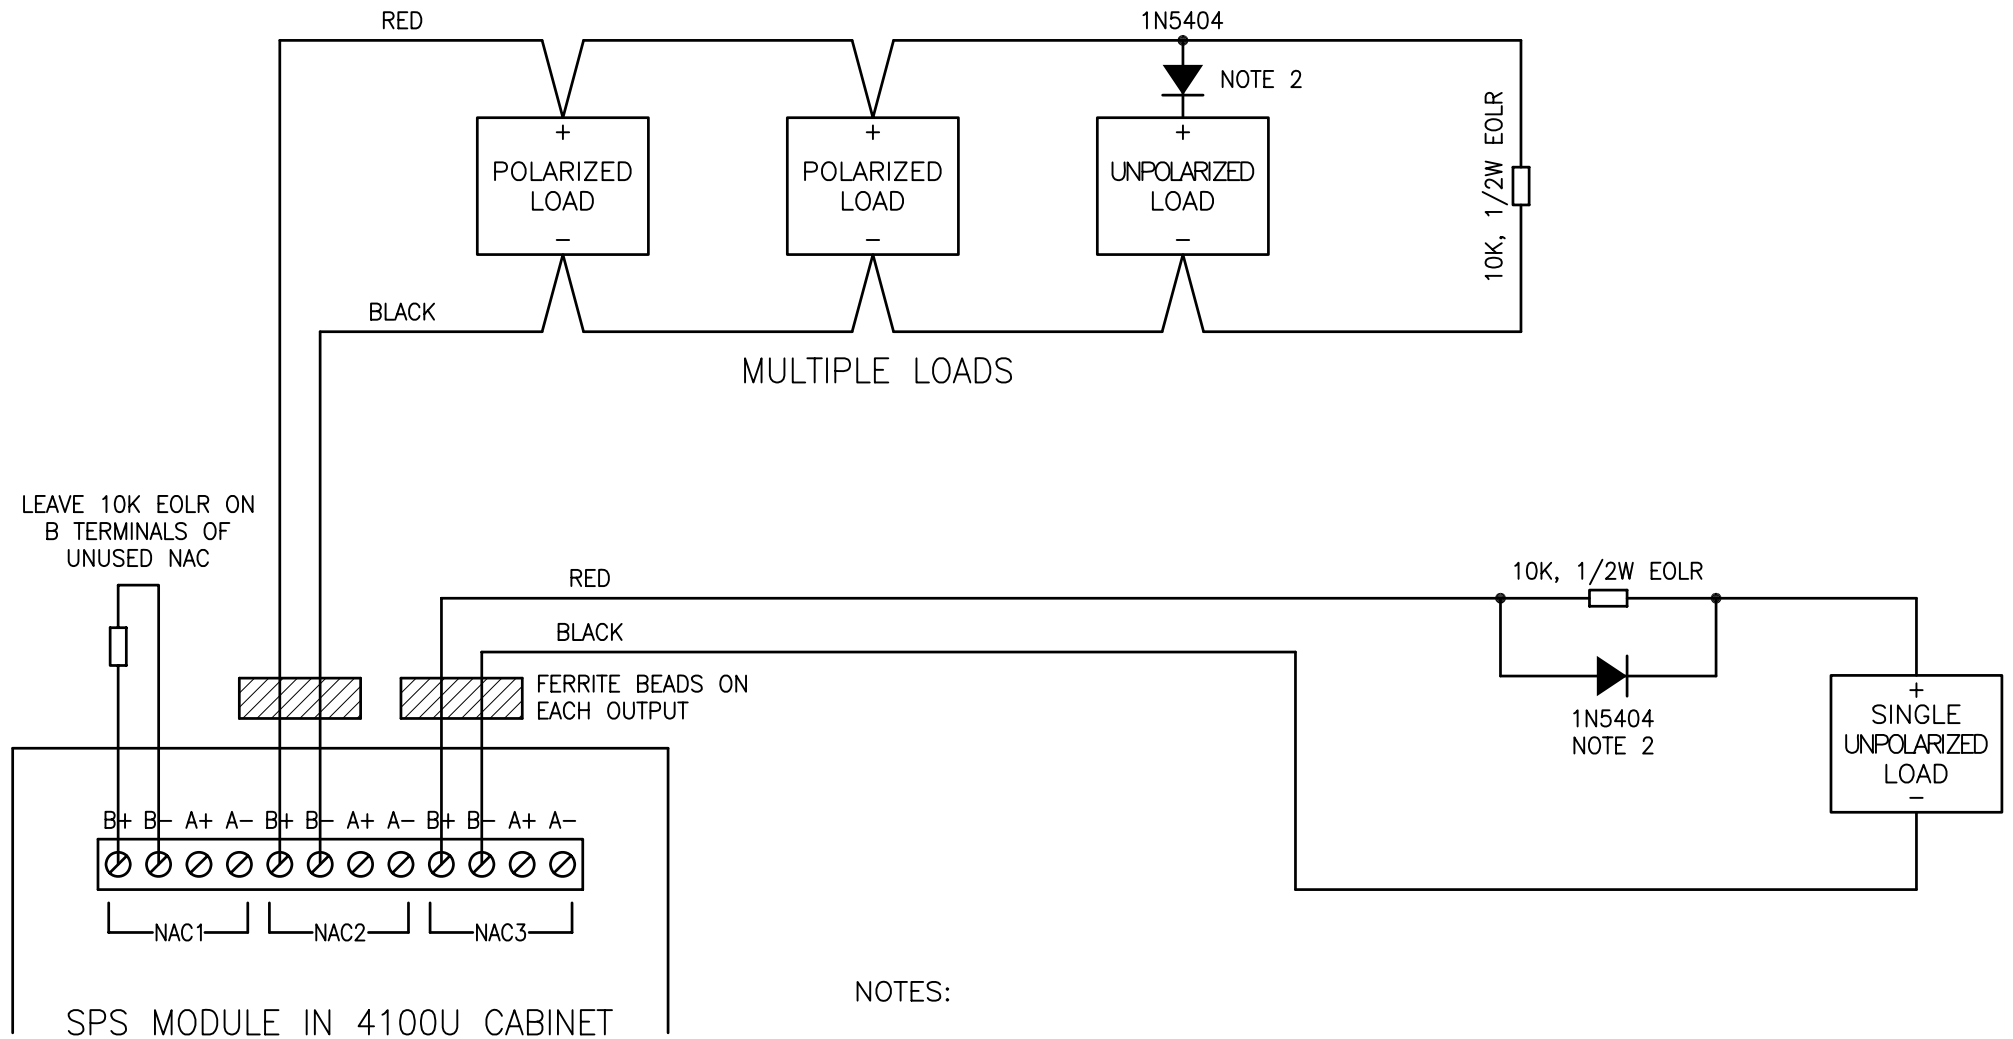 RED
1N5404
NOTE 2
+
+
+
POLARIZED
LOAD
POLARIZED
LOAD
UNPOLARIZED
LOAD
−
−
−
10K, 1/2W EOLR
BLACK
MULTIPLE LOADS
LEAVE 10K EOLR ON
B TERMINALS OF
UNUSED NAC
RED
10K, 1/2W EOLR
BLACK
FERRITE BEADS ON
EACH OUTPUT
1N5404
NOTE 2
+
SINGLE
UNPOLARIZED
LOAD
−
B+ B− A+ A− B+ B− A+ A− B+ B− A+ A−
NAC1 NAC2 NAC3
NOTES:
SPS MODULE IN 4100U CABINET